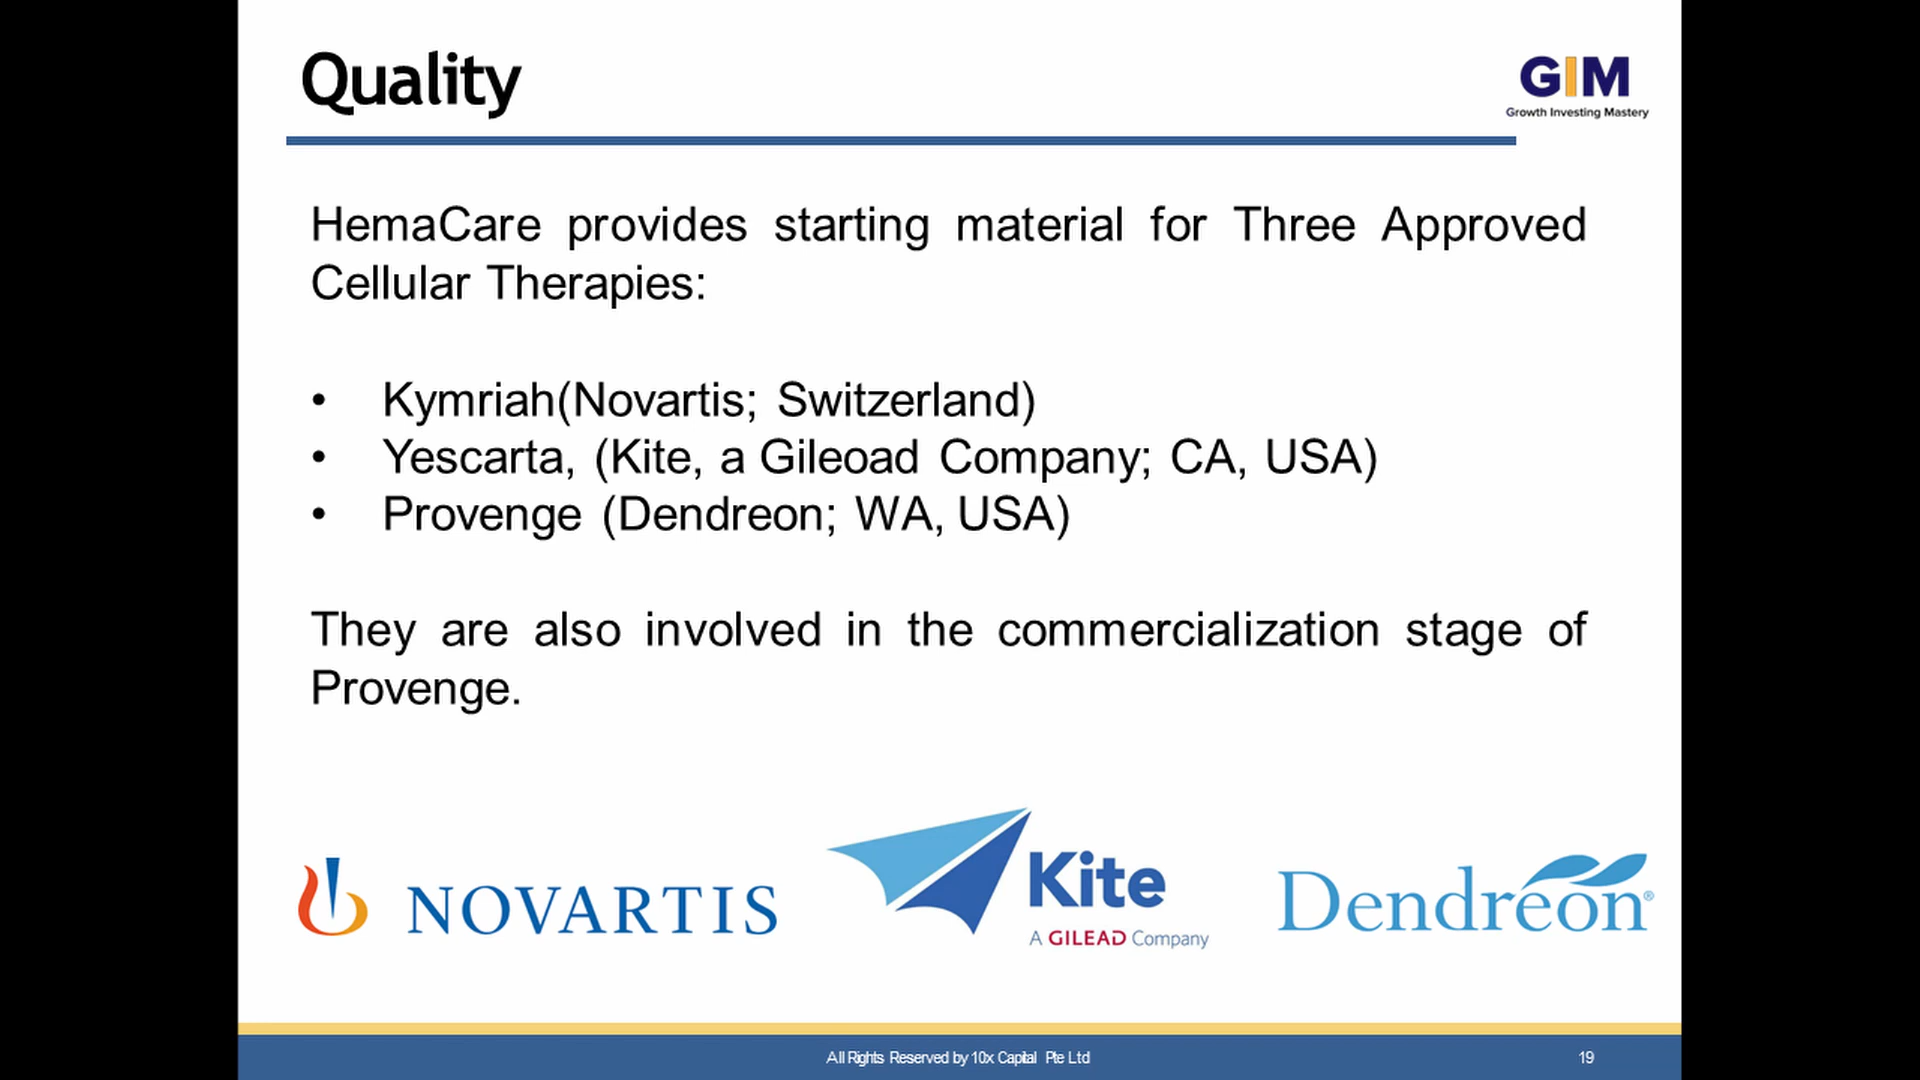 Quality
GIM
Growth Investing Mastery
HemaCare provides starting material for Three Approved
Cellular Therapies:
• Kymriah(Novartis; Switzerland)
• Yescarta, (Kite, a Gileoad Company; CA, USA)
• Provenge (Dendreon; WA, USA)
They are also involved in the commercialization stage of
Provenge.
NOVARTIS
Kite
A GILEAD Company
Dendreon®
All Rights Reserved by 10x Capital Pte Ltd
19